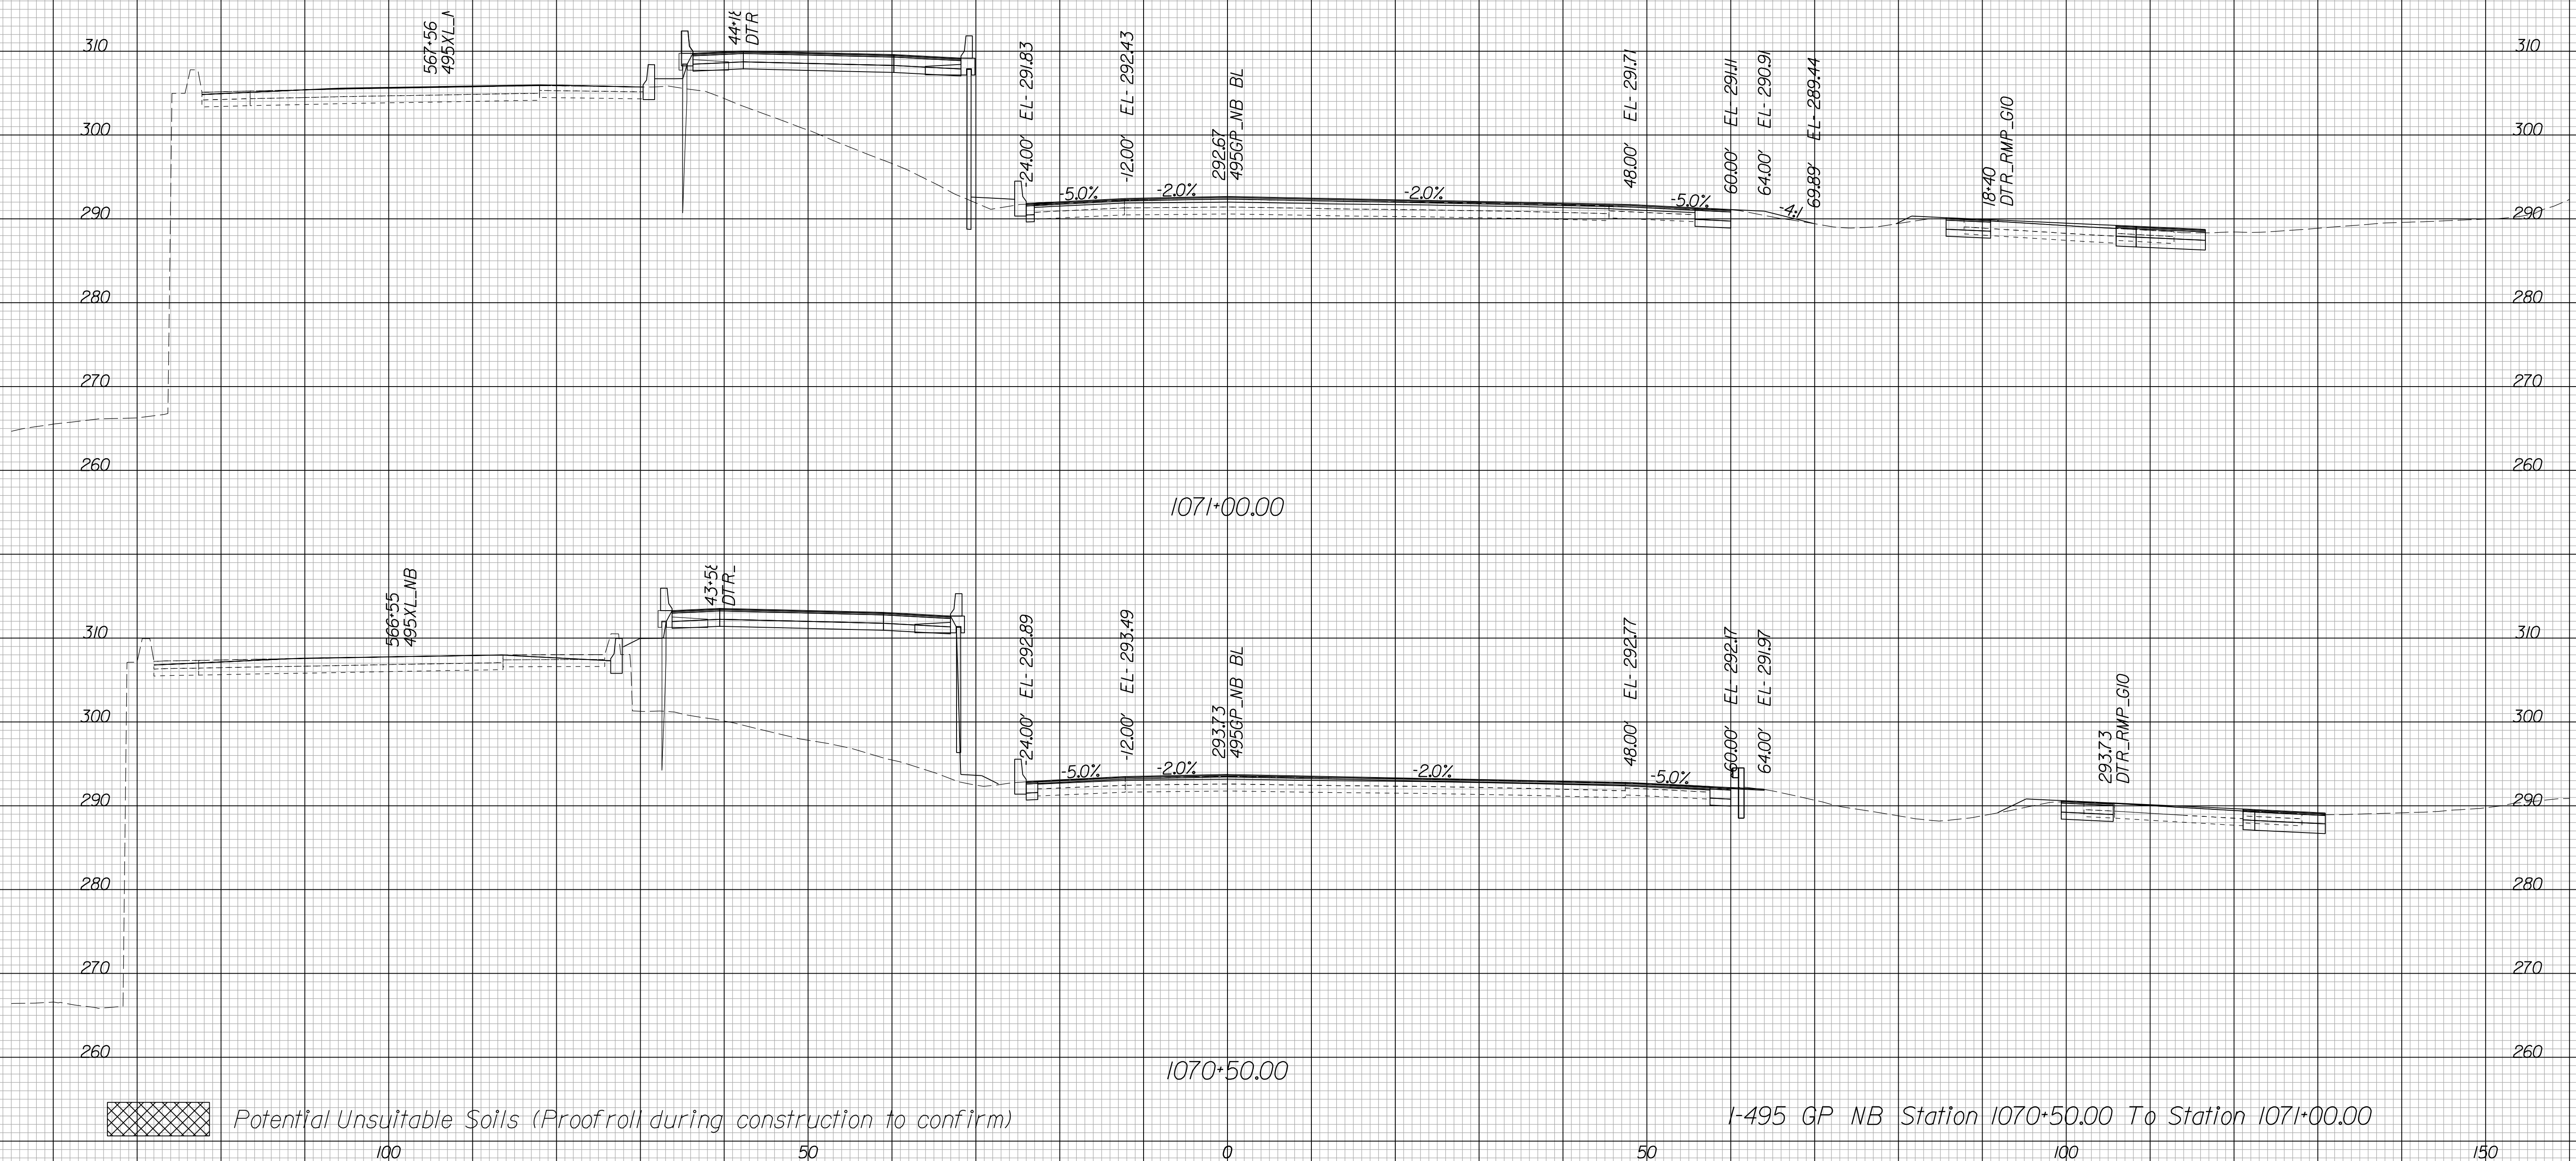 567+56
495XL_N
44+18
DTR
310
310
-24.00' EL- 291.83
-12.00' EL- 292.43
292.67
495GP_NB BL
48.00' EL- 291.71
60.00' EL- 291.11
64.00' EL- 290.91
69.89' EL- 289.44
18+40
DTR_RMP_G10
300
300
-5.0%
-2.0%
-2.0%
-5.0%
-4:1
290
290
280
280
270
270
260
260
1071+00.00
566+55
495XL_NB
43+58
DTR_
310
310
-24.00' EL- 292.89
-12.00' EL- 293.49
293.73
495GP_NB BL
48.00' EL- 292.77
60.00' EL- 292.17
64.00' EL- 291.97
293.73
DTR_RMP_G10
300
300
-5.0%
-2.0%
-2.0%
-5.0%
290
290
280
280
270
270
260
260
1070+50.00
Potential Unsuitable Soils (Proofroll during construction to confirm)
I-495 GP NB Station 1070+50.00 To Station 1071+00.00
100
50
0
50
100
150